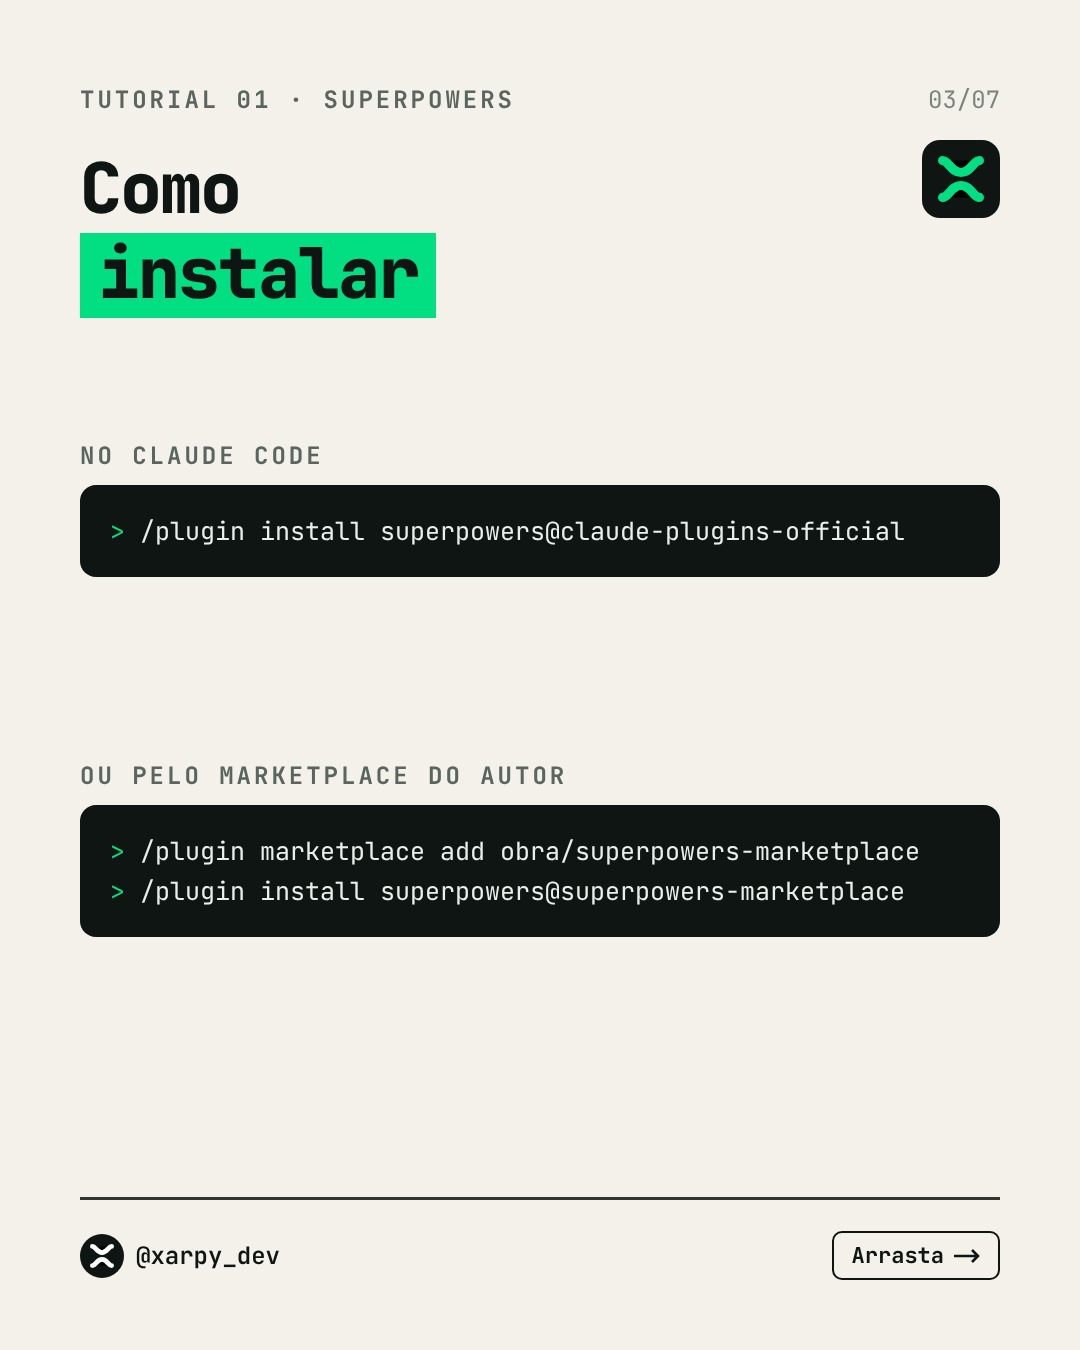 TUTORIAL 01 · SUPERPOWERS
03/07
Como
instalar
NO CLAUDE CODE
> /plugin install superpowers@claude-plugins-official
OU PELO MARKETPLACE DO AUTOR
> /plugin marketplace add obra/superpowers-marketplace
> /plugin install superpowers@superpowers-marketplace
@xarpy_dev
Arrasta →